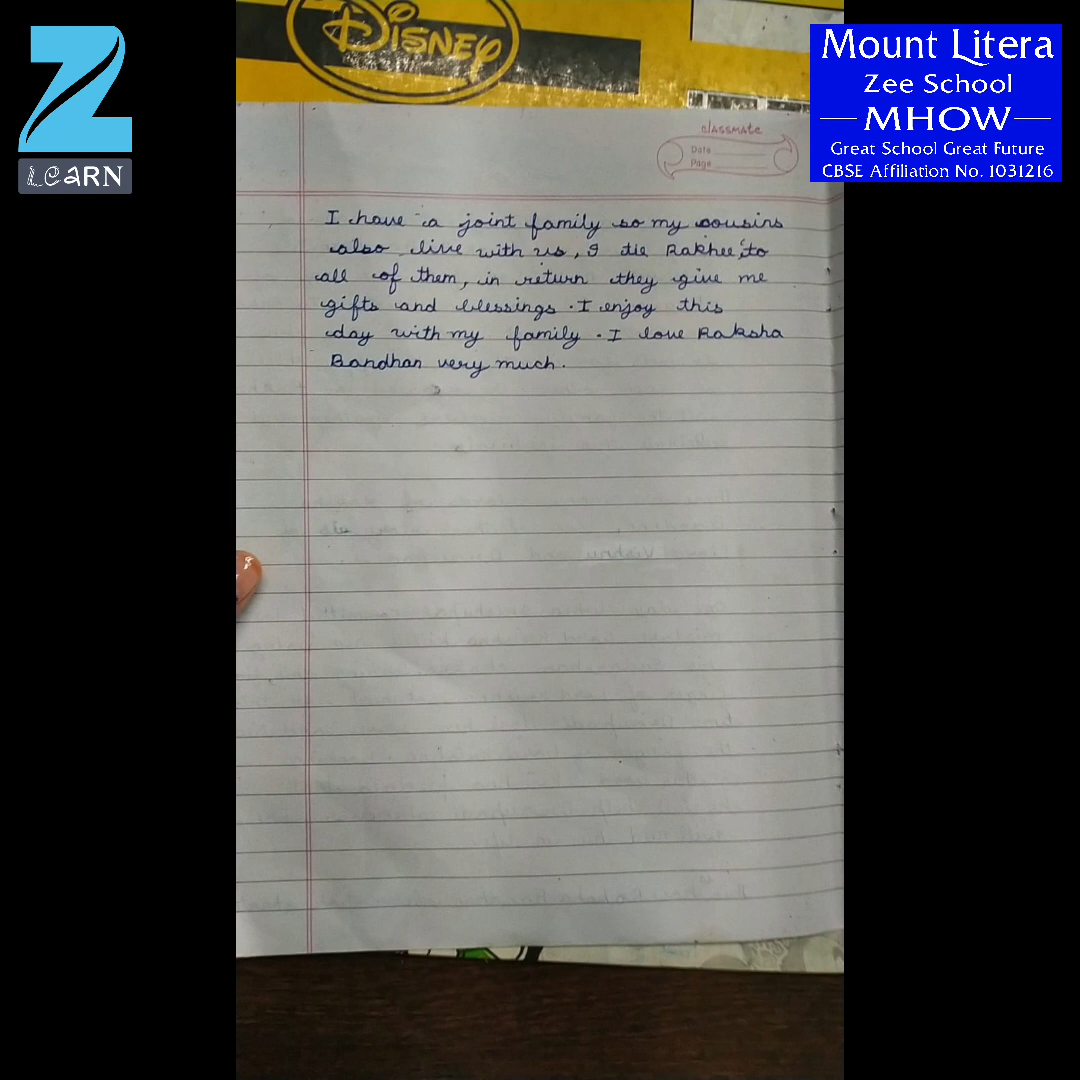 DISNEY
Z
LEARN
Mount Litera
Zee School
MHOW
Great School Great Future
CBSE Affiliation No. 1031216
classmate
Date
Page
I have a joint family so my cousins
also live with us, I tie Rakhee, to
all of them, in return they give me
gifts and blessings. I enjoy this
day with my family. I love Raksha
Bandhan very much.
Vishnu